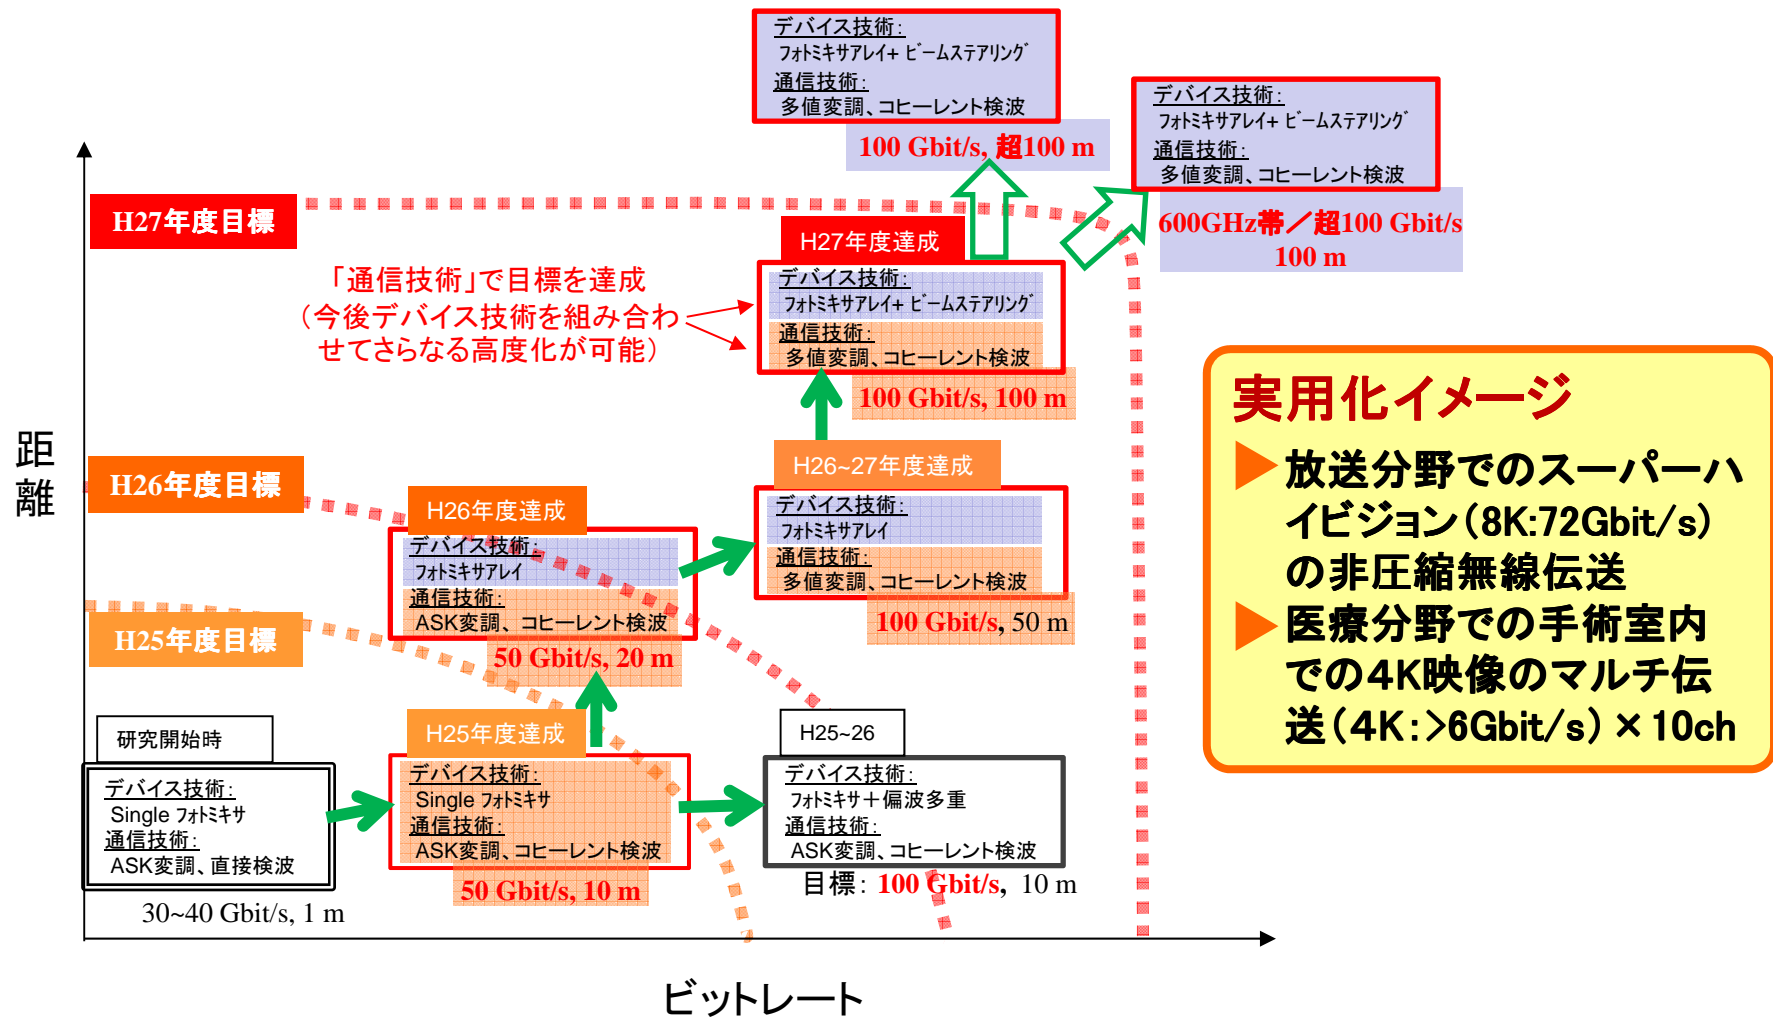 デバイス技術：
フォトミキサアレイ+ ビームステアリング
通信技術：
多値変調、コヒーレント検波
100 Gbit/s, 超100 m
デバイス技術：
フォトミキサアレイ+ ビームステアリング
通信技術：
多値変調、コヒーレント検波
600GHz帯／超100 Gbit/s
100 m
H27年度目標
H27年度達成
「通信技術」で目標を達成
（今後デバイス技術を組み合わ
せてさらなる高度化が可能）
デバイス技術：
フォトミキサアレイ+ ビームステアリング
通信技術：
多値変調、コヒーレント検波
100 Gbit/s, 100 m
距離
H26年度目標
H26年度達成
デバイス技術：
フォトミキサアレイ
通信技術：
ASK変調、コヒーレント検波
50 Gbit/s, 20 m
H26~27年度達成
デバイス技術：
フォトミキサアレイ
通信技術：
多値変調、コヒーレント検波
100 Gbit/s, 50 m
H25年度目標
研究開始時
デバイス技術：
Single フォトミキサ
通信技術：
ASK変調、直接検波
30~40 Gbit/s, 1 m
H25年度達成
デバイス技術：
Single フォトミキサ
通信技術：
ASK変調、コヒーレント検波
50 Gbit/s, 10 m
H25~26
デバイス技術：
フォトミキサ＋偏波多重
通信技術：
ASK変調、コヒーレント検波
目標： 100 Gbit/s, 10 m
ビットレート
実用化イメージ
放送分野でのスーパーハ
イビジョン（8K:72Gbit/s）
の非圧縮無線伝送
医療分野での手術室内
での4K映像のマルチ伝
送（4K：>6Gbit/s）×10ch